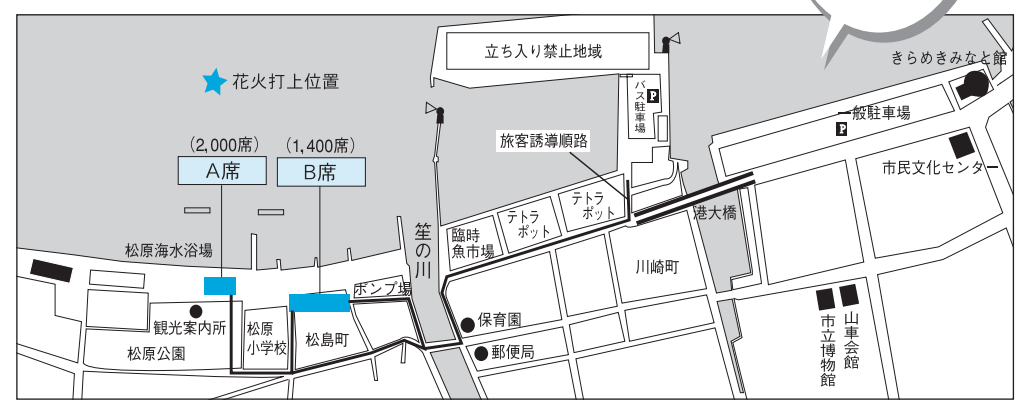 立ち入り禁止地域
きらめきみなと館
花火打上位置
バス駐車場
P
一般駐車場
P
旅客誘導順路
(2,000席)
(1,400席)
A席
B席
市民文化センター
テトラ
ポット
テトラ
ポット
港大橋
臨時
魚市場
笙の川
松原海水浴場
川崎町
ポンプ場
観光案内所
松原
小学校
松島町
松原公園
保育園
郵便局
市立博物館
山車会館